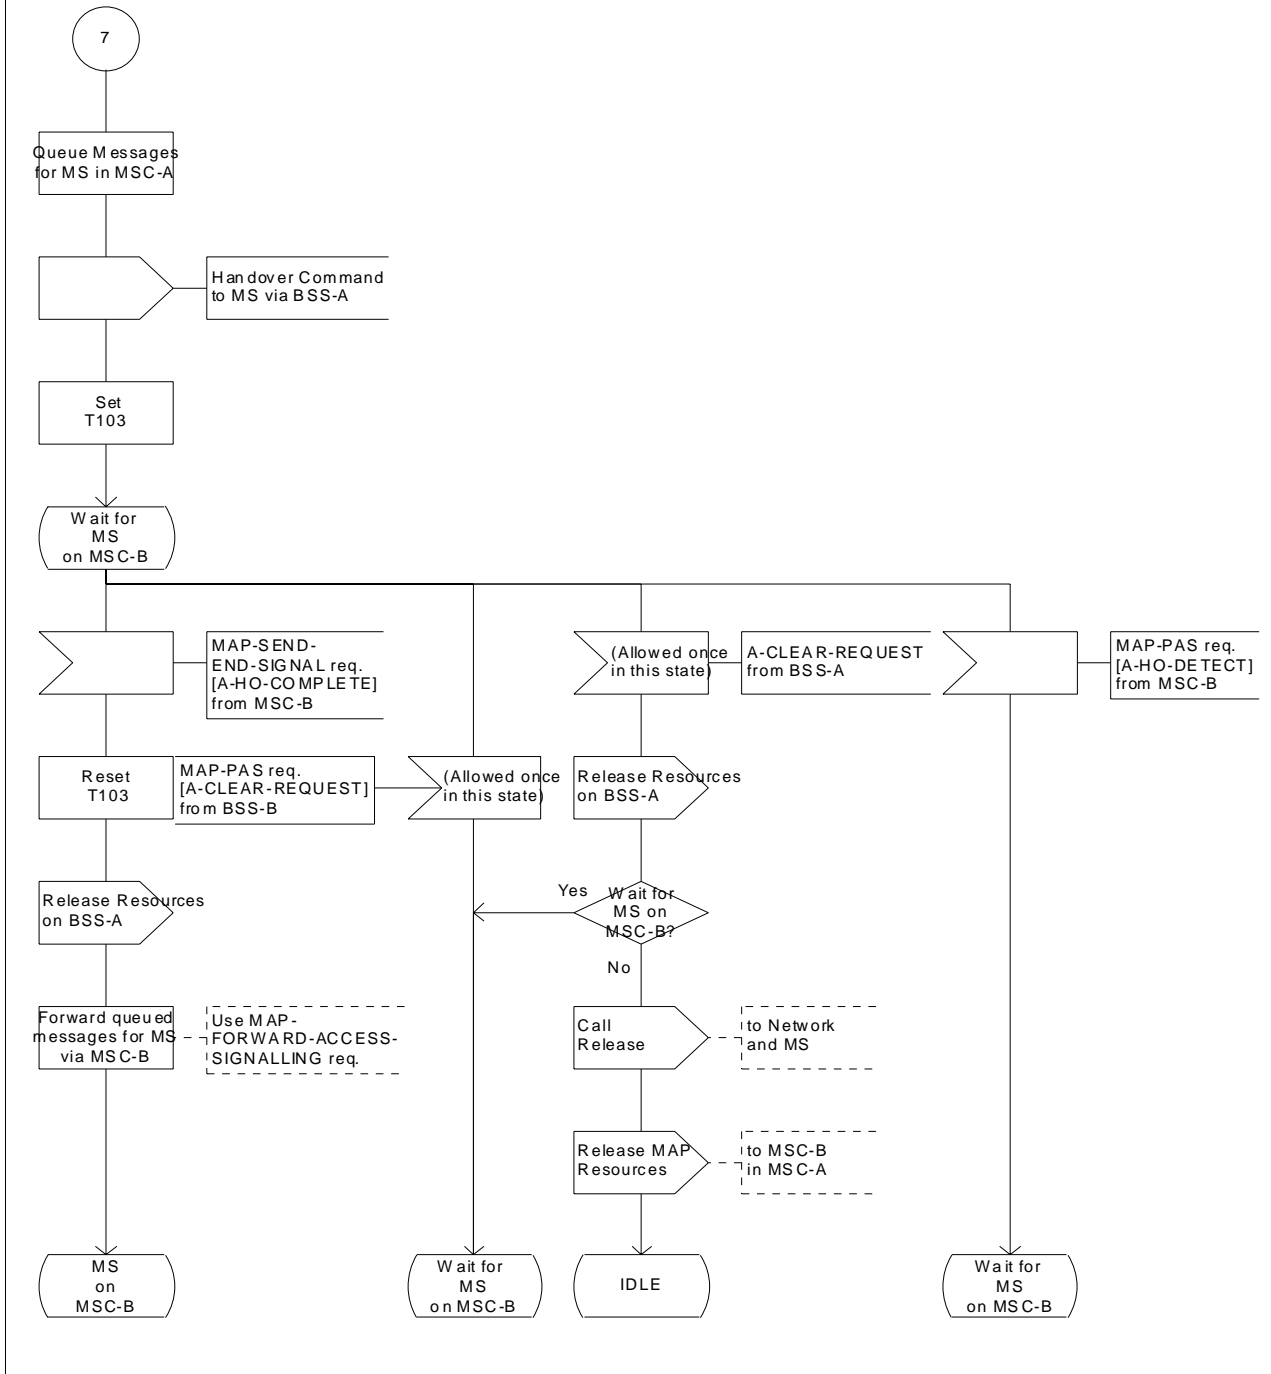 7
Queue Messages
for MS in MSC-A
Handover Command
to MS via BSS-A
Set
T103
Wait for
MS
on MSC-B
MAP-SEND-
END-SIGNAL req.
[A-HO-COMPLETE]
from MSC-B
(Allowed once
in this state)
A-CLEAR-REQUEST
from BSS-A
MAP-PAS req.
[A-HO-DETECT]
from MSC-B
Reset
T103
MAP-PAS req.
[A-CLEAR-REQUEST]
from BSS-B
(Allowed once
in this state)
Release Resources
on BSS-A
Release Resources
on BSS-A
Yes
Wait for
MS on
MSC-B?
No
Forward queued
messages for MS
via MSC-B
Use MAP-
FORWARD-ACCESS-
SIGNALLING req.
Call
Release
to Network
and MS
Release MAP
Resources
to MSC-B
in MSC-A
MS
on
MSC-B
Wait for
MS
on MSC-B
IDLE
Wait for
MS
on MSC-B